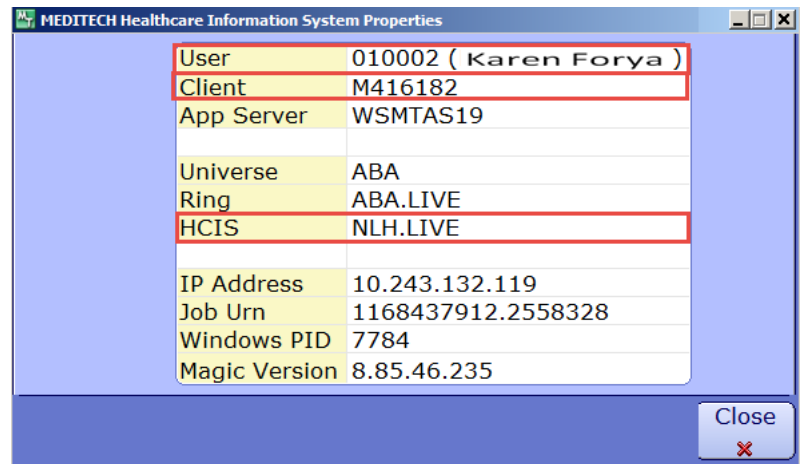 MEDITECH Healthcare Information System Properties
User 010002 ( Karen Forya )
Client M416182
App Server WSMTAS19
Universe ABA
Ring ABA.LIVE
HCIS NLH.LIVE
IP Address 10.243.132.119
Job Urn 1168437912.2558328
Windows PID 7784
Magic Version 8.85.46.235
Close